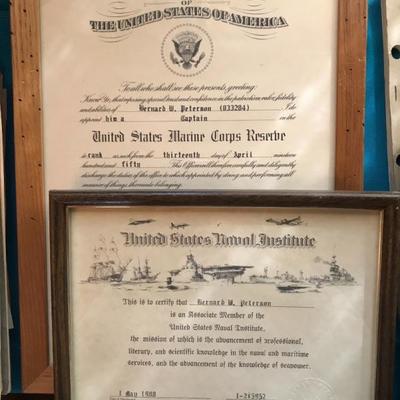 OF
THE UNITED STATES OF AMERICA
To all who shall see these presents, greeting:
Know Ye, that reposing special trust and confidence in the patriotism, valor, fidelity
and abilities of Bernard W. Peterson (033204) I do
appoint him a Captain in the
United States Marine Corps Reserve
to rank as such from the thirteenth day of April nineteen
hundred and fifty This Officer will therefore carefully and diligently
discharge the duties of the office to which appointed by doing and performing all
manner of things thereunto belonging.
United States Naval Institute
This is to certify that Bernard W. Peterson
is an Associate Member of the
United States Naval Institute,
the mission of which is the advancement of professional,
literary, and scientific knowledge in the naval and maritime
services, and the advancement of the knowledge of seapower.
1 May 1980